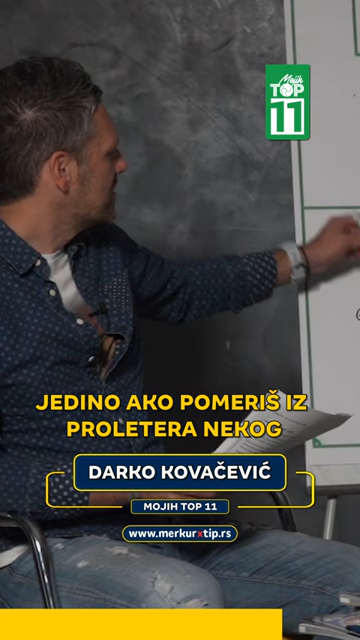 Mojih
TOP
11
JEDINO AKO POMERIŠ IZ
PROLETERA NEKOG
DARKO KOVAČEVIĆ
MOJIH TOP 11
www.merkurxtip.rs